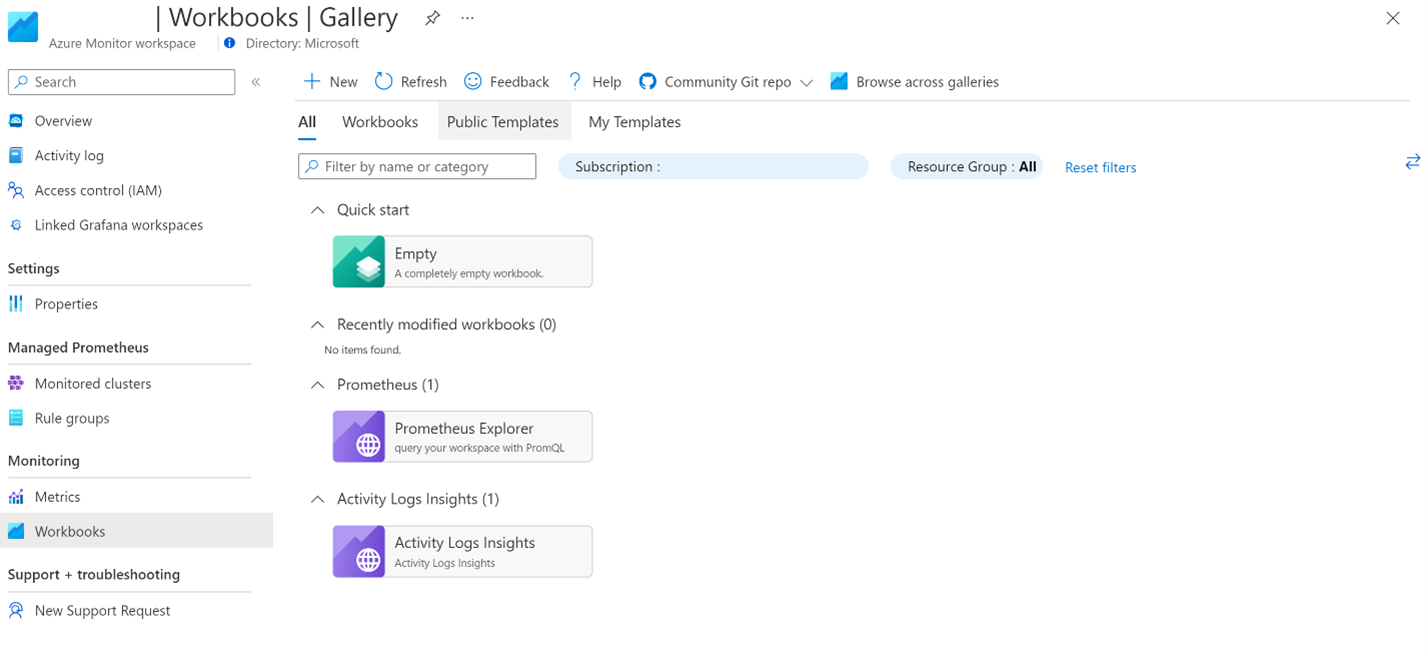 | Workbooks | Gallery
...
Azure Monitor workspace
Directory: Microsoft
Search
«
New
Refresh
Feedback
Help
Community Git repo
Browse across galleries
Overview
Activity log
Access control (IAM)
Linked Grafana workspaces
Settings
Properties
Managed Prometheus
Monitored clusters
Rule groups
Monitoring
Metrics
Workbooks
Support + troubleshooting
New Support Request
All
Workbooks
Public Templates
My Templates
Filter by name or category
Subscription :
Resource Group : All
Reset filters
Quick start
Empty
A completely empty workbook.
Recently modified workbooks (0)
No items found.
Prometheus (1)
Prometheus Explorer
query your workspace with PromQL
Activity Logs Insights (1)
Activity Logs Insights
Activity Logs Insights